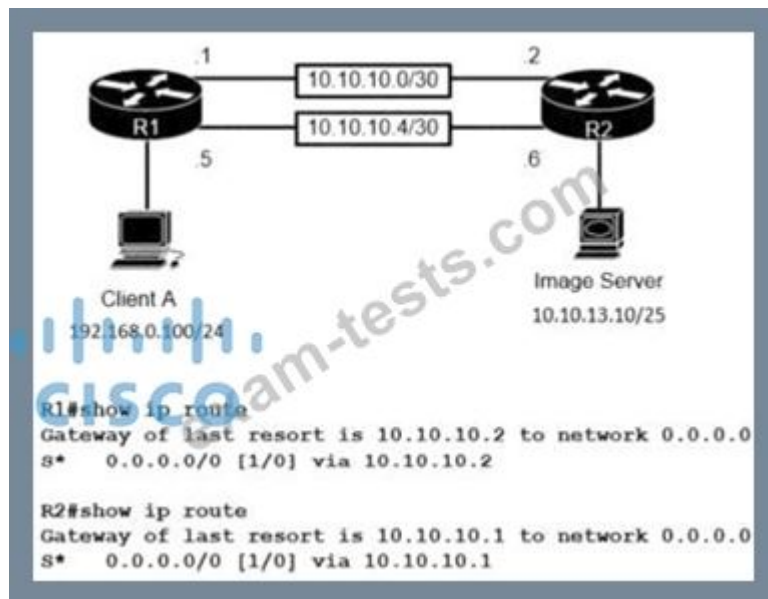 .1
.2
10.10.10.0/30
R1
10.10.10.4/30
R2
.5
.6
Client A
192.168.0.100/24
Image Server
10.10.13.10/25
exam-tests.com
CISCO
R1#show ip route
Gateway of last resort is 10.10.10.2 to network 0.0.0.0
S* 0.0.0.0/0 [1/0] via 10.10.10.2
R2#show ip route
Gateway of last resort is 10.10.10.1 to network 0.0.0.0
S* 0.0.0.0/0 [1/0] via 10.10.10.1